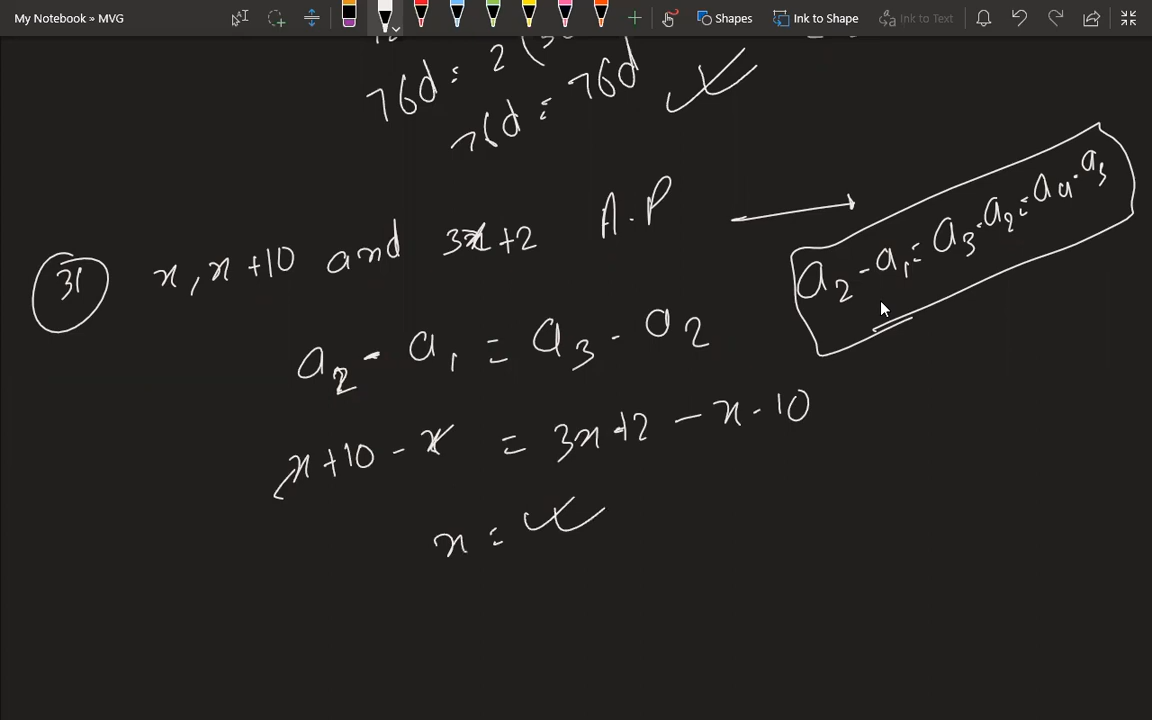 My Notebook » MVG
Shapes
Ink to Shape
Ink to Text
76d = 2 (3
76d = 76d
31
x, x +10 and 3x+2 A.P
a₂ - a₁ = a₃ - a₂ = a₄ - a₃
a₂ - a₁ = a₃ - a₂
x+10 - x = 3x+2 - x - 10
x =